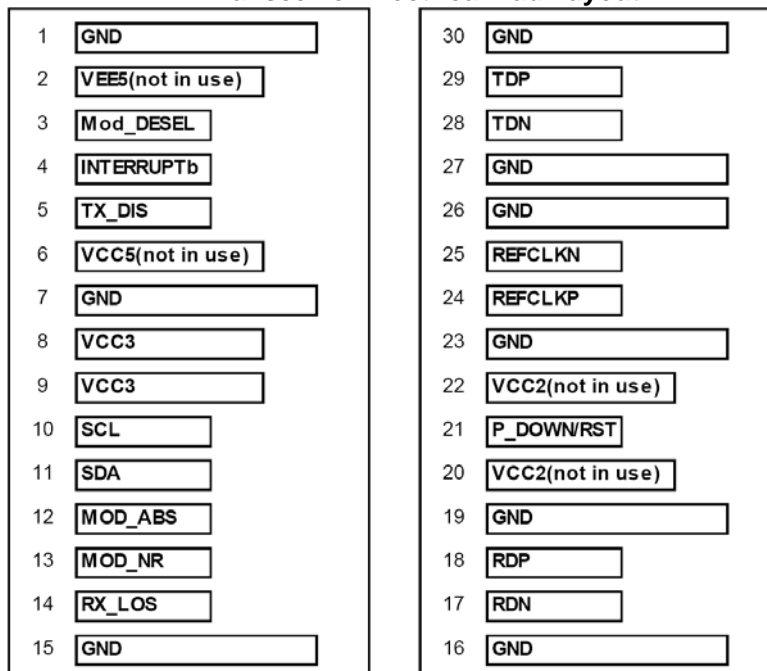 1 GND
2 VEE5(not in use)
3 Mod_DESEL
4 INTERRUPTb
5 TX_DIS
6 VCC5(not in use)
7 GND
8 VCC3
9 VCC3
10 SCL
11 SDA
12 MOD_ABS
13 MOD_NR
14 RX_LOS
15 GND
30 GND
29 TDP
28 TDN
27 GND
26 GND
25 REFCLKN
24 REFCLKP
23 GND
22 VCC2(not in use)
21 P_DOWN/RST
20 VCC2(not in use)
19 GND
18 RDP
17 RDN
16 GND